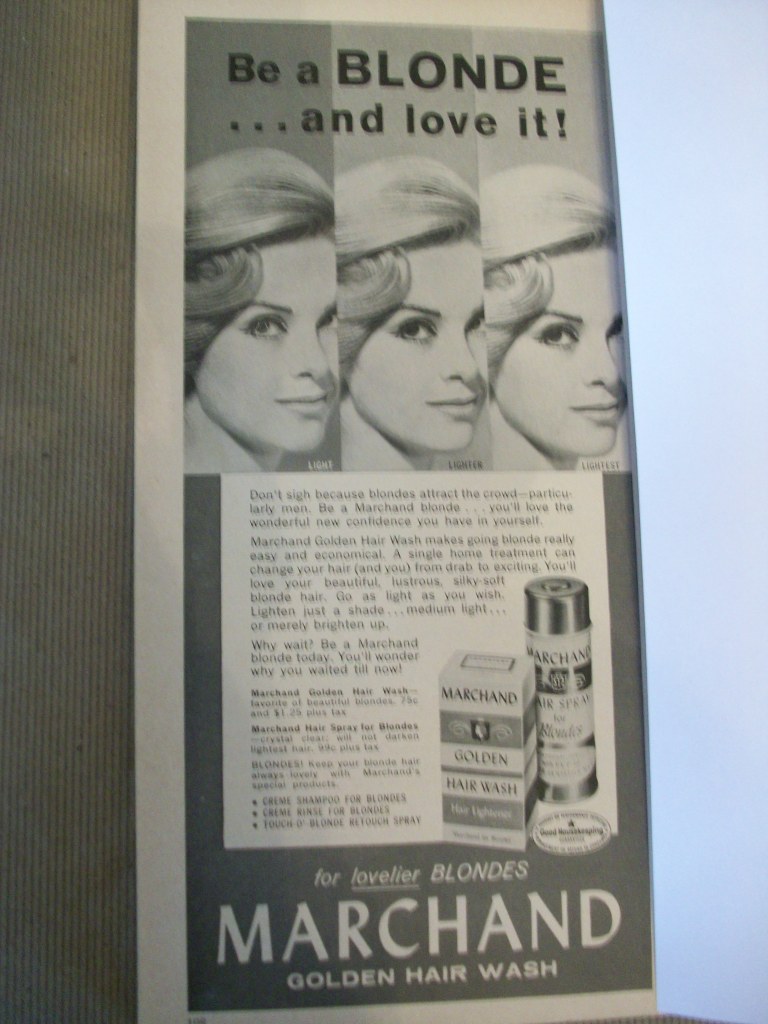 Be a BLONDE
...and love it!
LIGHT
LIGHTER
LIGHTEST
Don't sigh because blondes attract the crowd—particu-
larly men. Be a Marchand blonde . . . you'll love the
wonderful new confidence you have in yourself.
Marchand Golden Hair Wash makes going blonde really
easy and economical. A single home treatment can
change your hair (and you) from drab to exciting. You'll
love your beautiful, lustrous, silky-soft
blonde hair. Go as light as you wish.
Lighten just a shade...medium light...
or merely brighten up.
Why wait? Be a Marchand
blonde today. You'll wonder
why you waited till now!
Marchand Golden Hair Wash—
favorite of beautiful blondes. 75c
and $1.25 plus tax
Marchand Hair Spray for Blondes
—crystal clear; will not darken
lightest hair. 99c plus tax
BLONDES! Keep your blonde hair
always lovely with Marchand's
special products.
• CREME SHAMPOO FOR BLONDES
• CREME RINSE FOR BLONDES
• TOUCH-O'-BLONDE RETOUCH SPRAY
MARCHAND
GOLDEN
HAIR WASH
Hair Lightener
MARCHAND
HAIR SPRAY
for
Blondes
Good Housekeeping
for lovelier BLONDES
MARCHAND
GOLDEN HAIR WASH